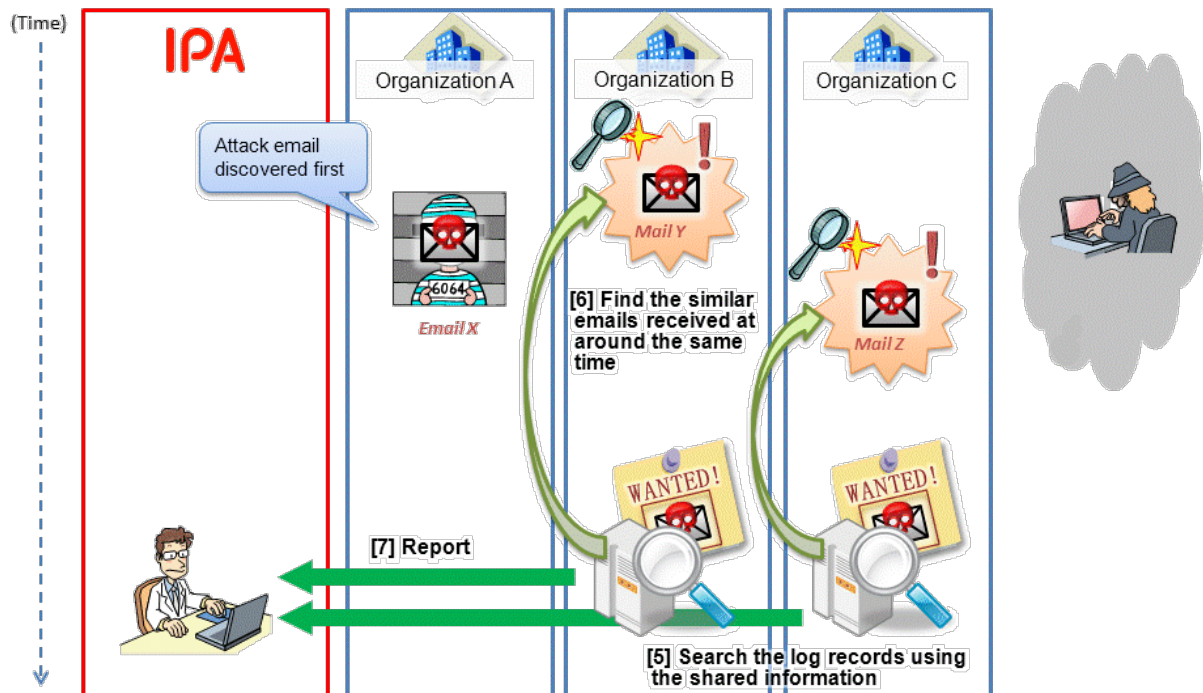 (Time)
IPA
Organization A
Organization B
Organization C
Attack email
discovered first
6064
Email X
Mail Y
Mail Z
[6] Find the similar
emails received at
around the same
time
WANTED!
WANTED!
[7] Report
[5] Search the log records using
the shared information